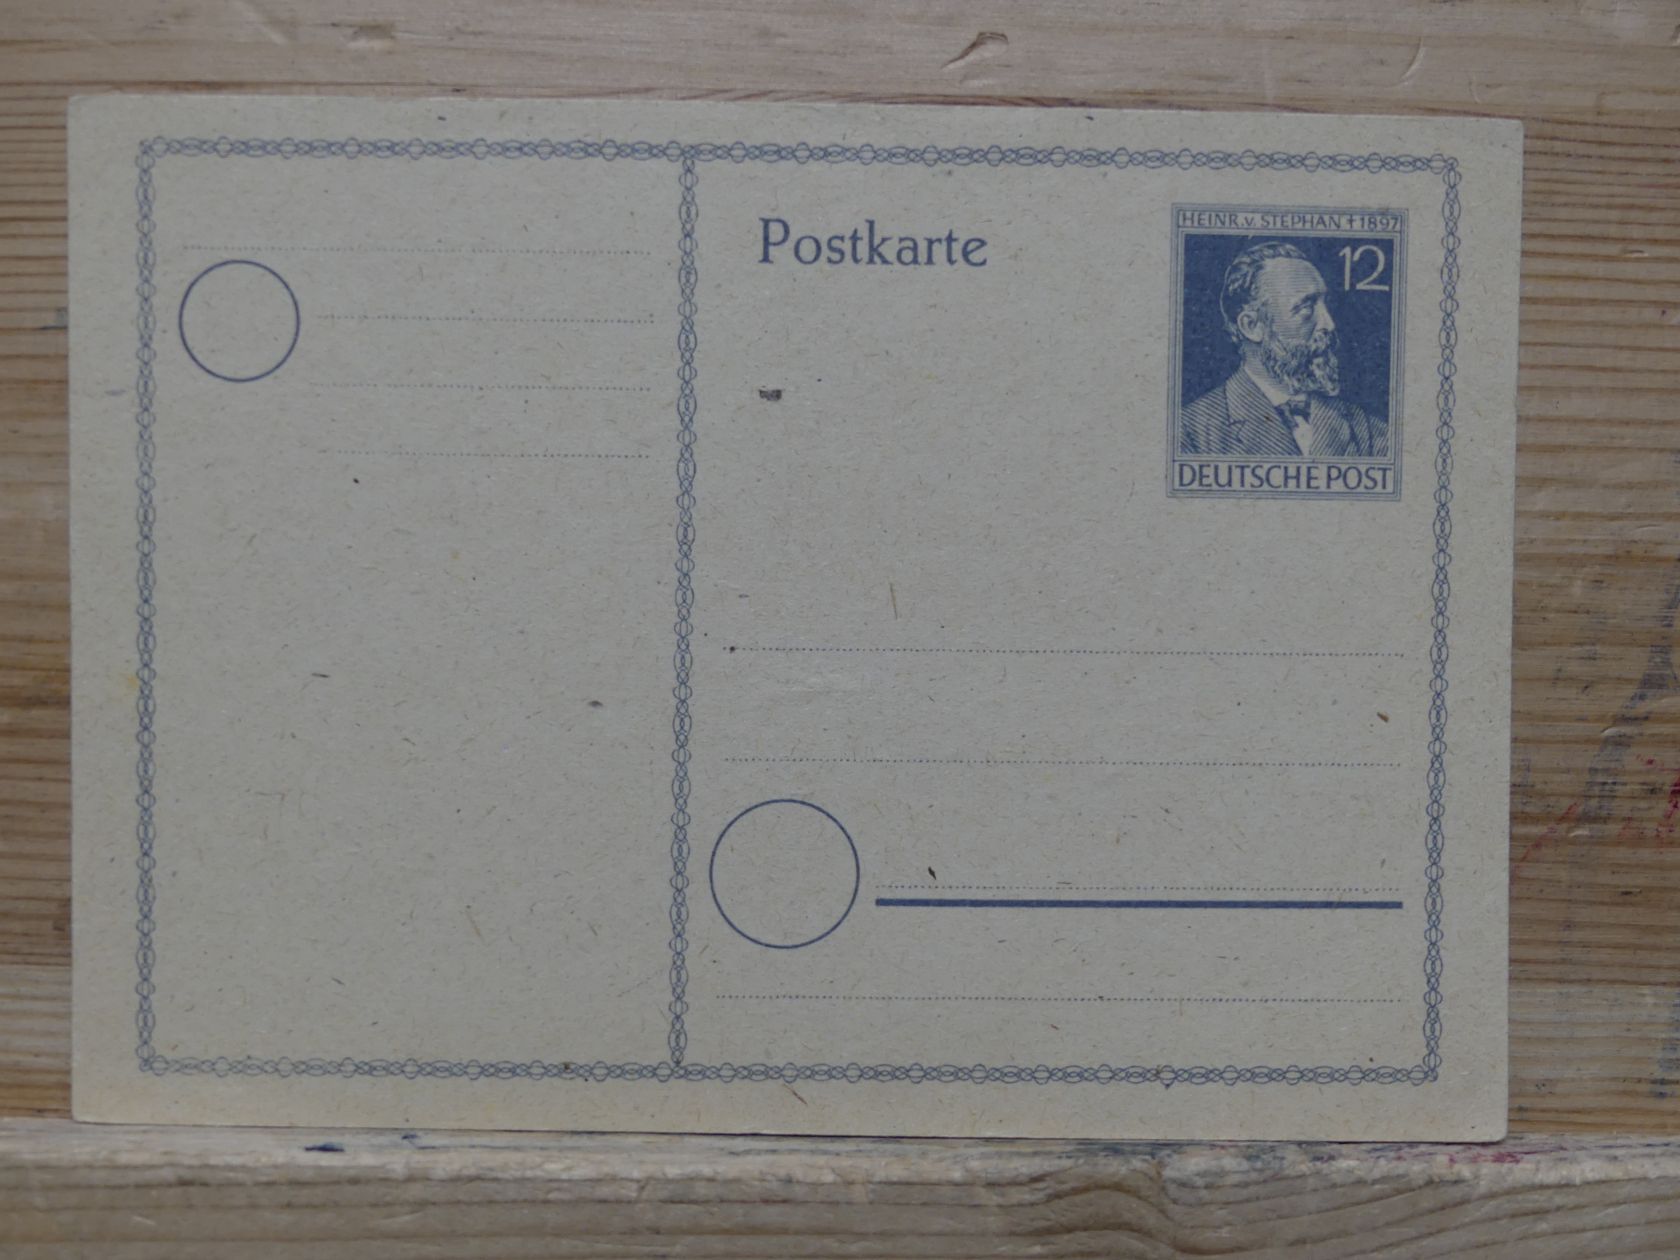 Postkarte
HEINR. v. STEPHAN † 1897
12
DEUTSCHE POST